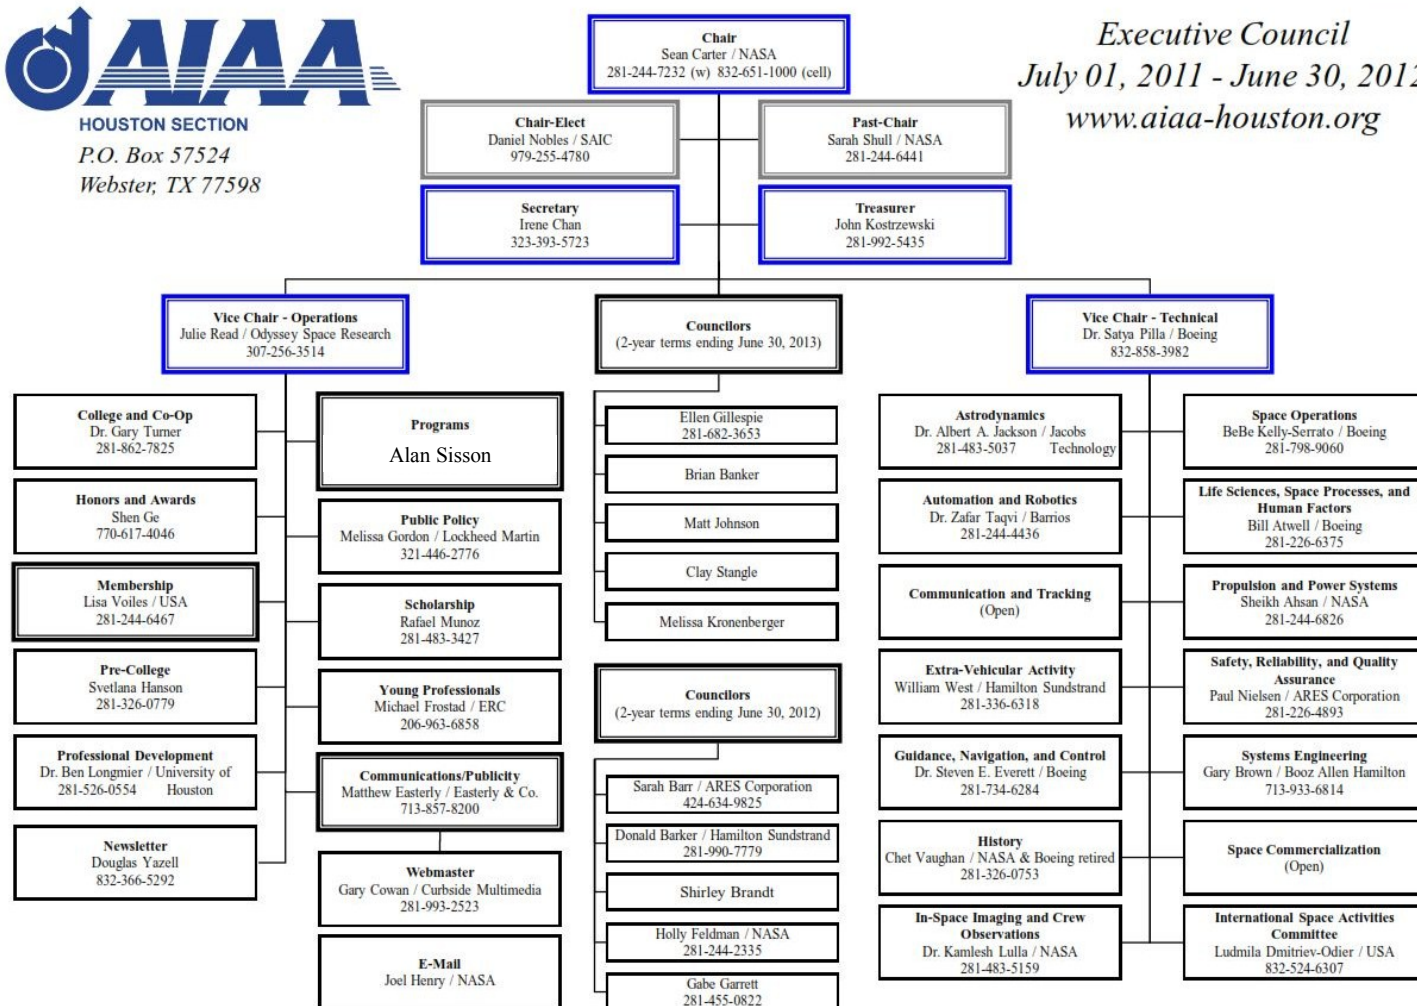 AIAA
HOUSTON SECTION
P.O. Box 57524
Webster, TX 77598
Executive Council
July 01, 2011 - June 30, 2012
www.aiaa-houston.org
Chair
Sean Carter / NASA
281-244-7232 (w) 832-651-1000 (cell)
Chair-Elect
Daniel Nobles / SAIC
979-255-4780
Past-Chair
Sarah Shull / NASA
281-244-6441
Secretary
Irene Chan
323-393-5723
Treasurer
John Kostrzewski
281-992-5435
Vice Chair - Operations
Julie Read / Odyssey Space Research
307-256-3514
College and Co-Op
Dr. Gary Turner
281-862-7825
Honors and Awards
Shen Ge
770-617-4046
Membership
Lisa Voiles / USA
281-244-6467
Pre-College
Svetlana Hanson
281-326-0779
Professional Development
Dr. Ben Longmier / University of
281-526-0554 Houston
Newsletter
Douglas Yazell
832-366-5292
Programs
Alan Sisson
Public Policy
Melissa Gordon / Lockheed Martin
321-446-2776
Scholarship
Rafael Munoz
281-483-3427
Young Professionals
Michael Frostad / ERC
206-963-6858
Communications/Publicity
Matthew Easterly / Easterly & Co.
713-857-8200
Webmaster
Gary Cowan / Curbside Multimedia
281-993-2523
E-Mail
Joel Henry / NASA
Councilors
(2-year terms ending June 30, 2013)
Ellen Gillespie
281-682-3653
Brian Banker
Matt Johnson
Clay Stangle
Melissa Kronenberger
Councilors
(2-year terms ending June 30, 2012)
Sarah Barr / ARES Corporation
424-634-9825
Donald Barker / Hamilton Sundstrand
281-990-7779
Shirley Brandt
Holly Feldman / NASA
281-244-2335
Gabe Garrett
281-455-0822
Vice Chair - Technical
Dr. Satya Pilla / Boeing
832-858-3982
Astrodynamics
Dr. Albert A. Jackson / Jacobs
281-483-5037 Technology
Automation and Robotics
Dr. Zafar Taqvi / Barrios
281-244-4436
Communication and Tracking
(Open)
Extra-Vehicular Activity
William West / Hamilton Sundstrand
281-336-6318
Guidance, Navigation, and Control
Dr. Steven E. Everett / Boeing
281-734-6284
History
Chet Vaughan / NASA & Boeing retired
281-326-0753
In-Space Imaging and Crew
Observations
Dr. Kamlesh Lulla / NASA
281-483-5159
Space Operations
BeBe Kelly-Serrato / Boeing
281-798-9060
Life Sciences, Space Processes, and
Human Factors
Bill Atwell / Boeing
281-226-6375
Propulsion and Power Systems
Sheikh Ahsan / NASA
281-244-6826
Safety, Reliability, and Quality
Assurance
Paul Nielsen / ARES Corporation
281-226-4893
Systems Engineering
Gary Brown / Booz Allen Hamilton
713-933-6814
Space Commercialization
(Open)
International Space Activities
Committee
Ludmila Dmitriev-Odier / USA
832-524-6307